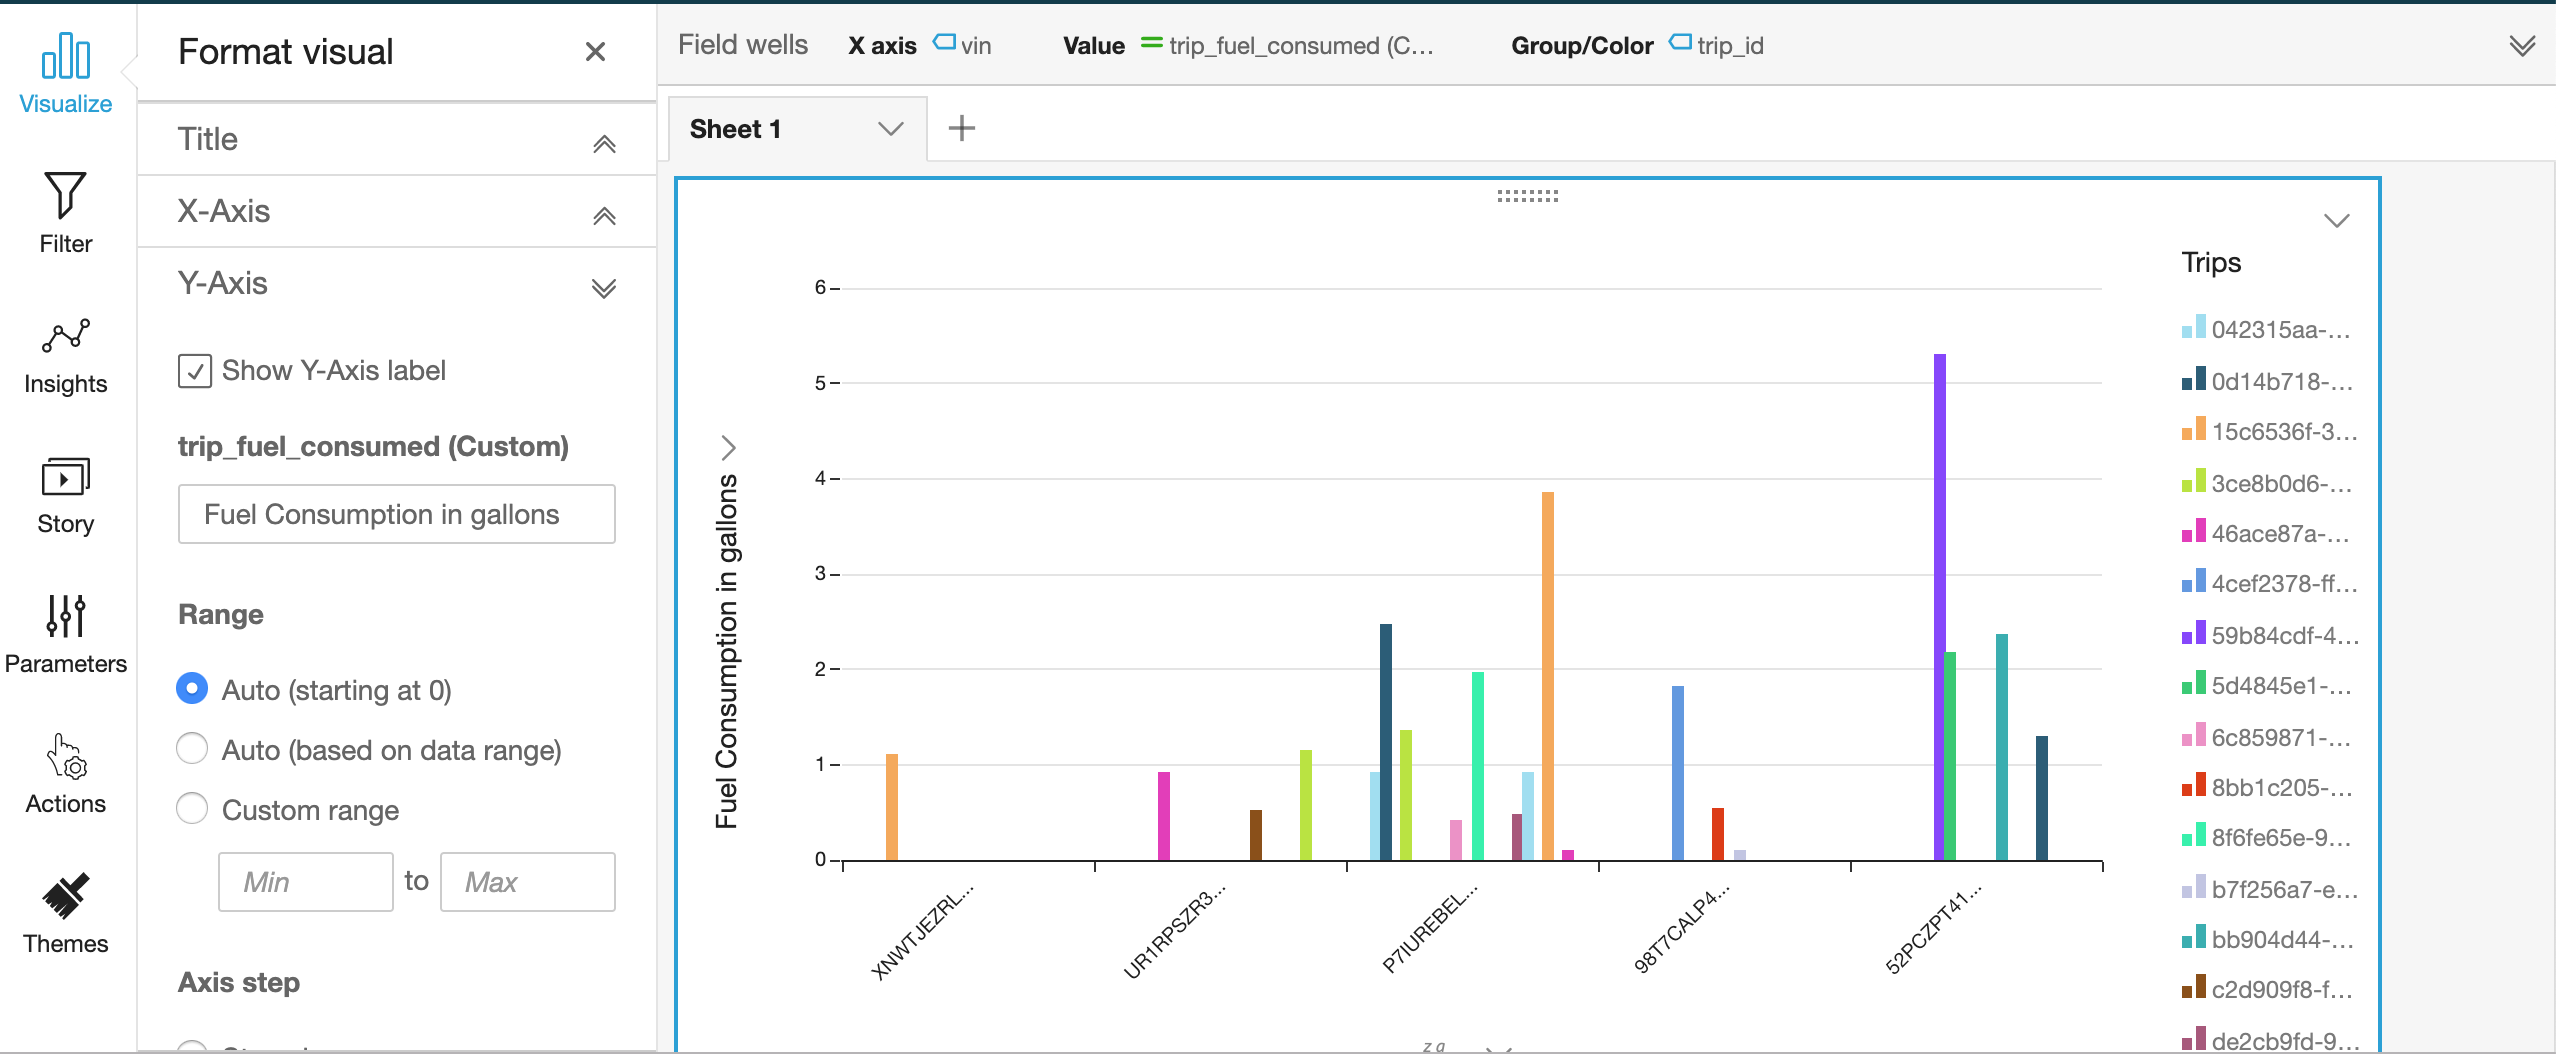 Visualize
Filter
Insights
Story
Parameters
Actions
Themes
Format visual
Title
X-Axis
Y-Axis
Show Y-Axis label
trip_fuel_consumed (Custom)
Fuel Consumption in gallons
Range
Auto (starting at 0)
Auto (based on data range)
Custom range
Min to Max
Axis step
Field wells X axis vin Value trip_fuel_consumed (C... Group/Color trip_id
Sheet 1
Fuel Consumption in gallons
6
5
4
3
2
1
0
XNWTJEZRL...
UR1RPSZR3...
P7IUREBEL...
98T7CALP4...
52PCZPT41...
Trips
042315aa-...
0d14b718-...
15c6536f-3...
3ce8b0d6-...
46ace87a-...
4cef2378-ff...
59b84cdf-4...
5d4845e1-...
6c859871-...
8bb1c205-...
8f6fe65e-9...
b7f256a7-e...
bb904d44-...
c2d909f8-f...
de2cb9fd-9...